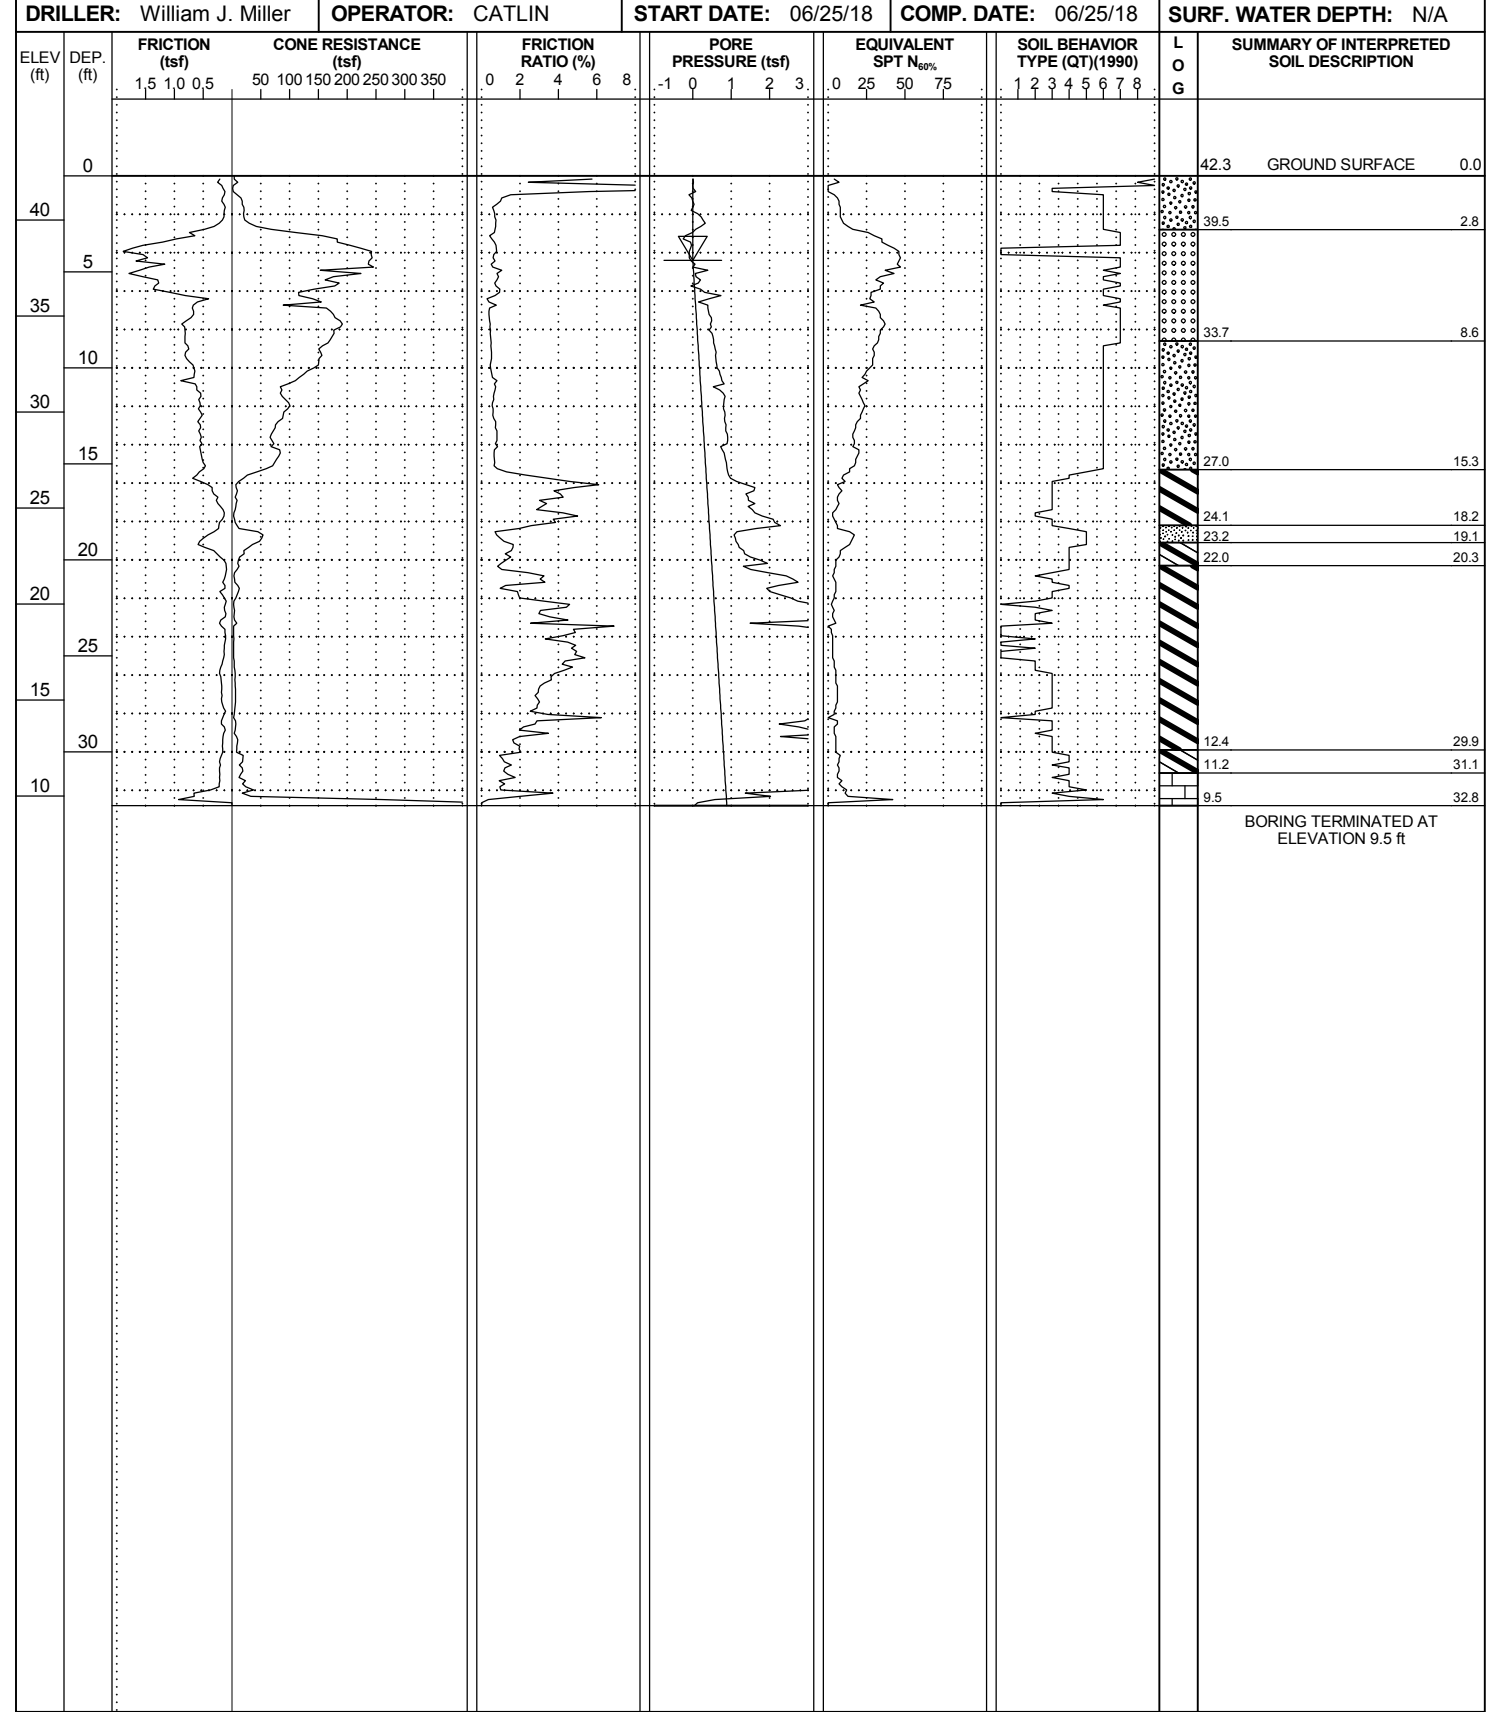 DRILLER: William J. Miller OPERATOR: CATLIN START DATE: 06/25/18 COMP. DATE: 06/25/18 SURF. WATER DEPTH: N/A
ELEV (ft)
DEP. (ft)
FRICTION (tsf)
1.5 1.0 0.5
CONE RESISTANCE (tsf)
50 100 150 200 250 300 350
FRICTION RATIO (%)
0 2 4 6 8
PORE PRESSURE (tsf)
-1 0 1 2 3
EQUIVALENT SPT N60%
0 25 50 75
SOIL BEHAVIOR TYPE (QT)(1990)
1 2 3 4 5 6 7 8
L
O
G
SUMMARY OF INTERPRETED SOIL DESCRIPTION
0
42.3 GROUND SURFACE 0.0
40
39.5 2.8
5
35
33.7 8.6
10
30
15
27.0 15.3
25
24.1 18.2
23.2 19.1
20
22.0 20.3
20
25
15
30
12.4 29.9
11.2 31.1
10
9.5 32.8
BORING TERMINATED AT
ELEVATION 9.5 ft